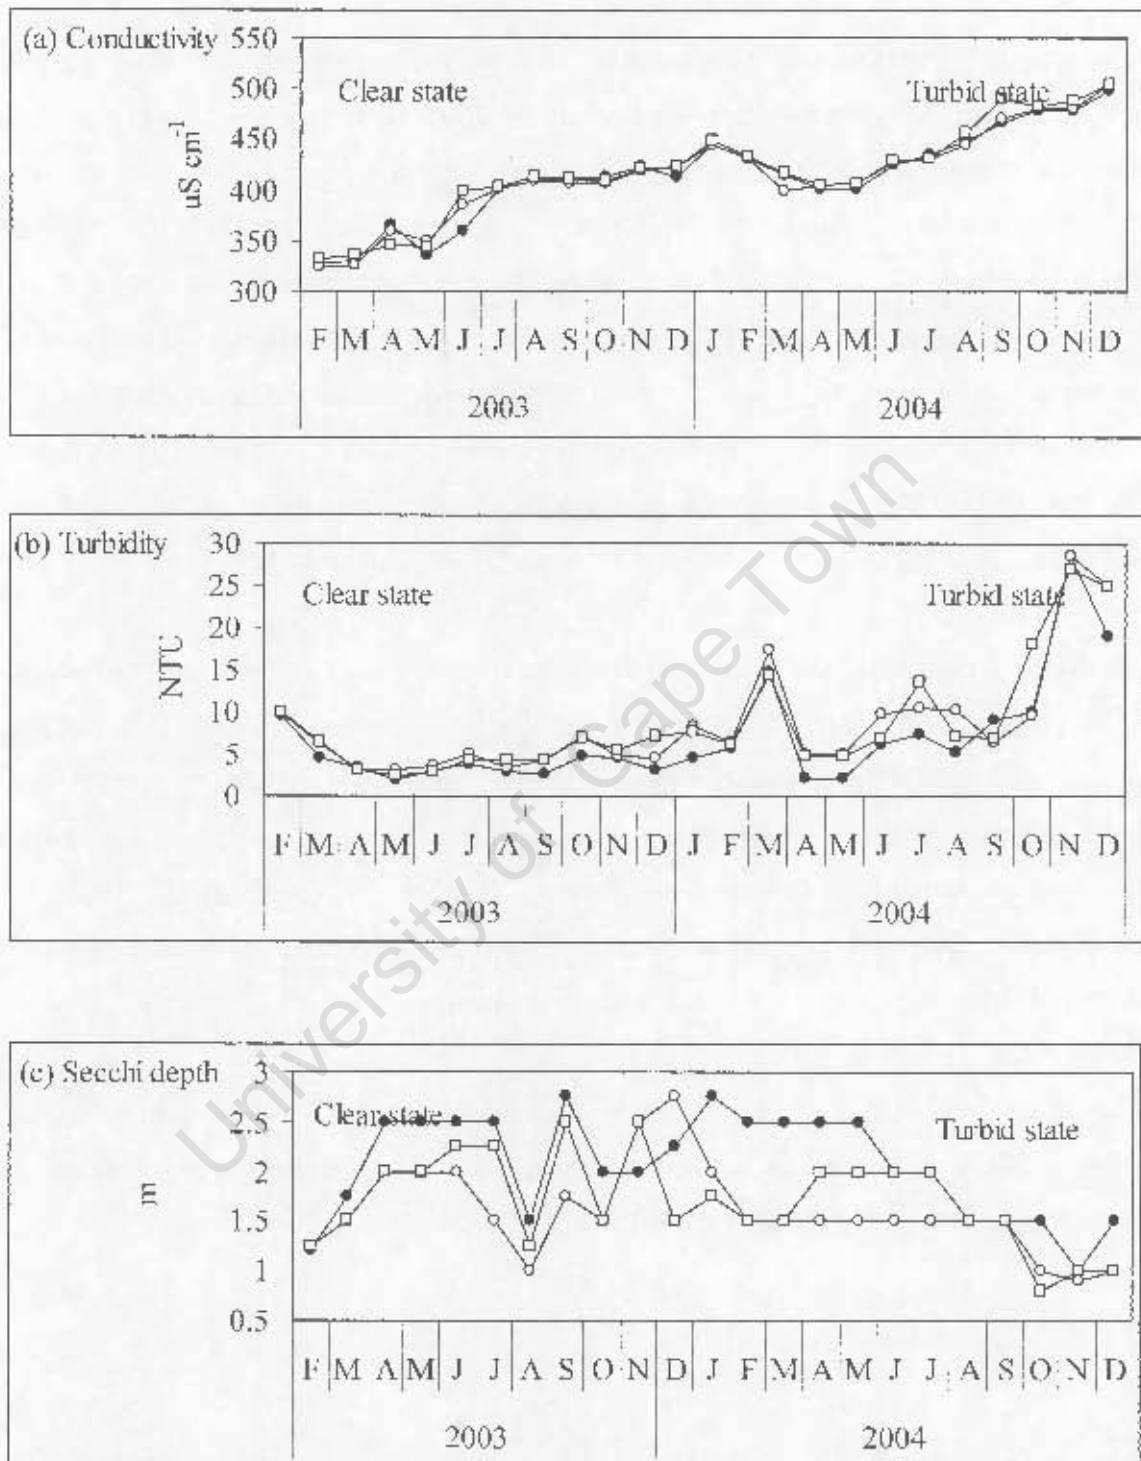 (a) Conductivity
550
500
450
400
350
300
uS cm-1
Clear state
Turbid state
F M A M J J A S O N D J F M A M J J A S O N D
2003 2004
(b) Turbidity
30
25
20
15
10
5
0
NTU
Clear state
Turbid state
F M A M J J A S O N D J F M A M J J A S O N D
2003 2004
(c) Secchi depth
3
2.5
2
1.5
1
0.5
m
Clear state
Turbid state
F M A M J J A S O N D J F M A M J J A S O N D
2003 2004
University of Cape Town